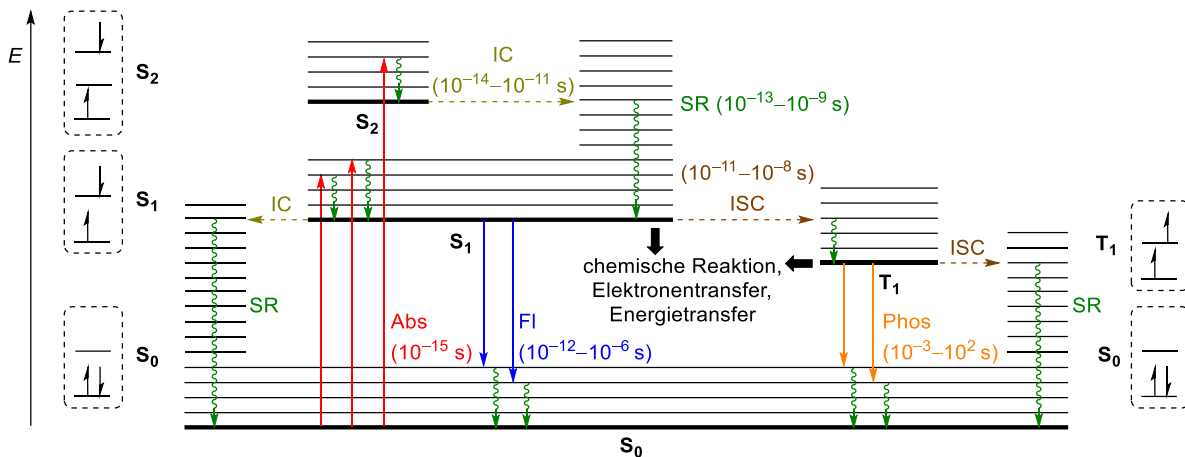 E
S₂
IC
(10⁻¹⁴–10⁻¹¹ s)
SR (10⁻¹³–10⁻⁹ s)
S₂
(10⁻¹¹–10⁻⁸ s)
S₁
IC
ISC
S₁
T₁
ISC
chemische Reaktion,
Elektronentransfer,
Energietransfer
T₁
SR
Abs
(10⁻¹⁵ s)
Fl
(10⁻¹²–10⁻⁶ s)
Phos
(10⁻³–10² s)
SR
S₀
S₀
S₀